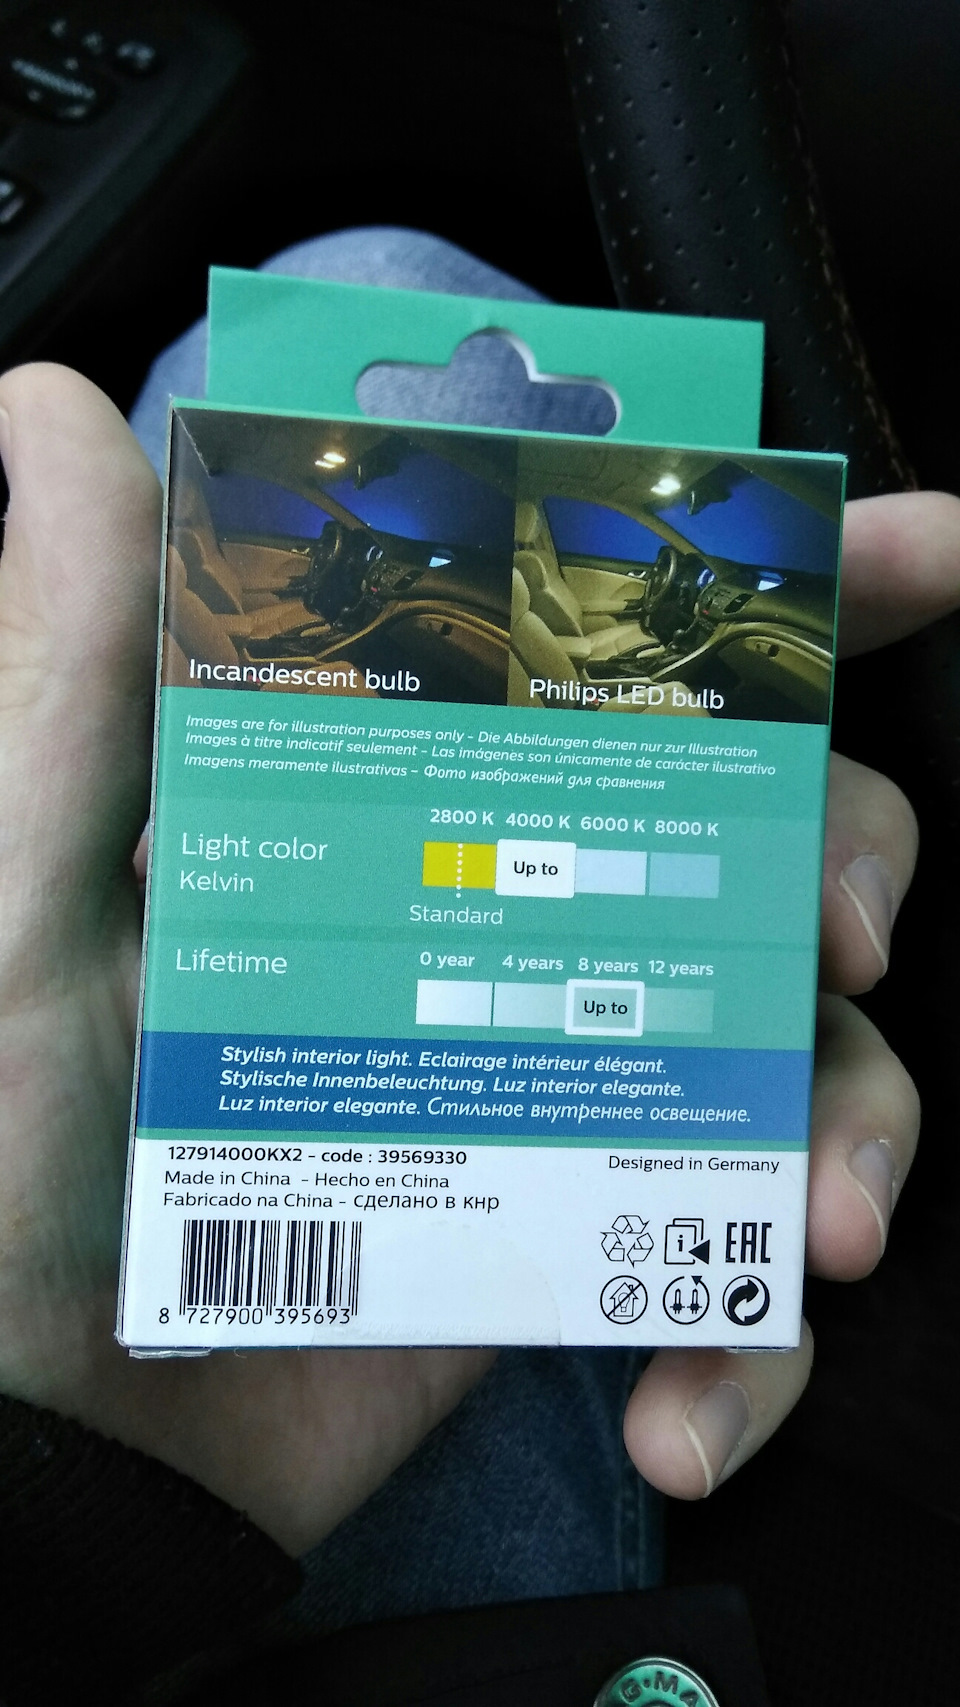 Incandescent bulb
Philips LED bulb
Images are for illustration purposes only - Die Abbildungen dienen nur zur Illustration
Images à titre indicatif seulement - Las imágenes son únicamente de carácter ilustrativo
Imagens meramente ilustrativas - Фото изображений для сравнения
2800 K 4000 K 6000 K 8000 K
Light color
Kelvin
Up to
Standard
Lifetime
0 year 4 years 8 years 12 years
Up to
Stylish interior light. Eclairage intérieur élégant.
Stylische Innenbeleuchtung. Luz interior elegante.
Luz interior elegante. Стильное внутреннее освещение.
127914000KX2 - code : 39569330
Designed in Germany
Made in China - Hecho en China
Fabricado na China - сделано в кнр
EAC
8 727900 395693
G·MA